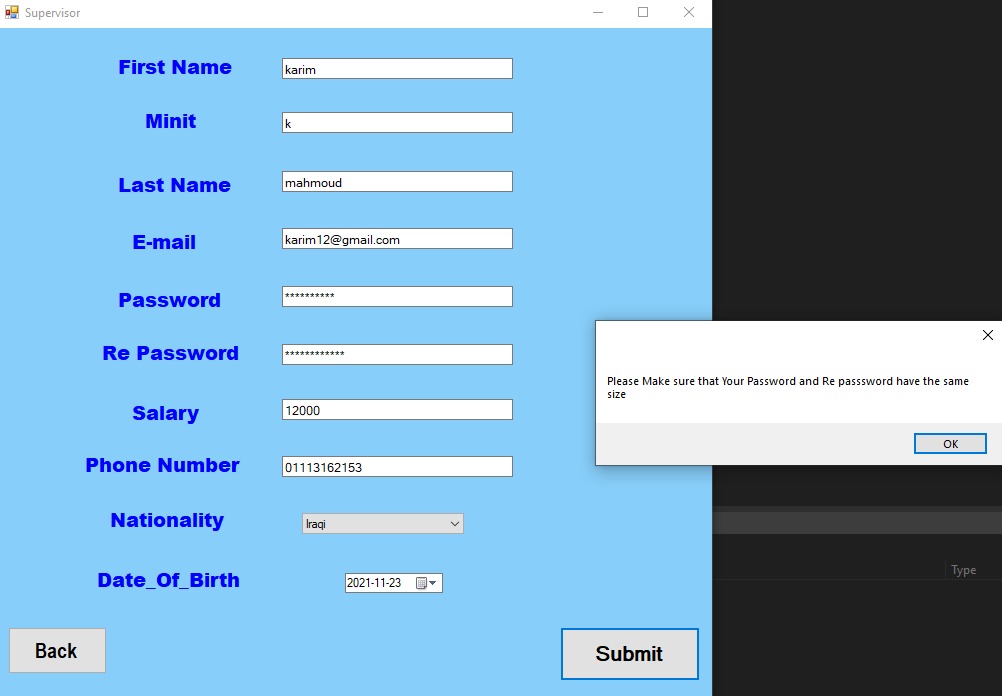 Supervisor
First Name
karim
Minit
k
Last Name
mahmoud
E-mail
karim12@gmail.com
Password
**********
Re Password
************
Salary
12000
Phone Number
01113162153
Nationality
Iraqi
Date_Of_Birth
2021-11-23
Back
Submit
Please Make sure that Your Password and Re passsword have the same
size
OK
Type